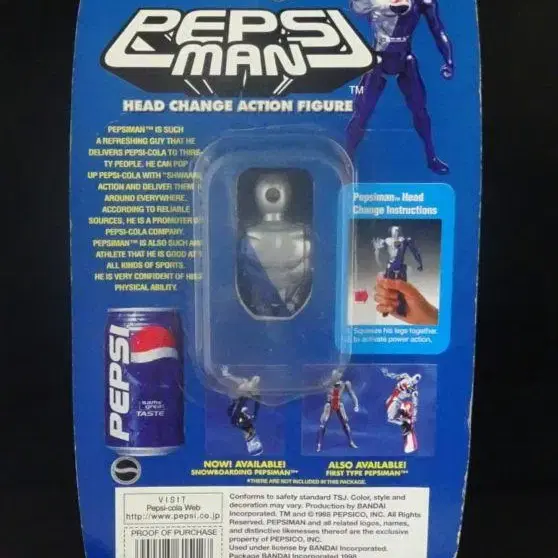 PEPSI
MAN
TM
HEAD CHANGE ACTION FIGURE
PEPSIMAN™ IS SUCH
A REFRESHING GUY THAT HE
DELIVERS PEPSI-COLA TO THIRS-
TY PEOPLE. HE CAN POP
UP PEPSI-COLA WITH "SHWAAA"
ACTION AND DELIVER THEM
AROUND EVERYWHERE.
ACCORDING TO RELIABLE
SOURCES, HE IS A PROMOTER OF
PEPSI-COLA COMPANY.
PEPSIMAN™ IS ALSO SUCH AN
ATHLETE THAT HE IS GOOD AT
ALL KINDS OF SPORTS.
HE IS VERY CONFIDENT OF HIS
PHYSICAL ABILITY.
Pepsiman™ Head
Change Instructions
Squeeze his legs together
to activate power action.
PEPSI
same
great
TASTE
NOW! AVAILABLE!
SNOWBOARDING PEPSIMAN™
ALSO AVAILABLE!
FIRST TYPE PEPSIMAN™
*THERE ARE NOT INCLUDED IN THIS PACKAGE.
VISIT
Pepsi-cola Web
http://www.pepsi.co.jp
PROOF OF PURCHASE
Conforms to safety standard TSJ. Color, style and
decoration may vary. Production by BANDAI
Incorporated. TM and © 1998 PEPSICO, INC. All Rights
Reserved. PEPSIMAN and all related logos, names,
and distinctive likenesses thereof are the exclusive
property of PEPSICO, INC.
Used under license by BANDAI Incorporated.
Package BANDAI Incorporated 1998